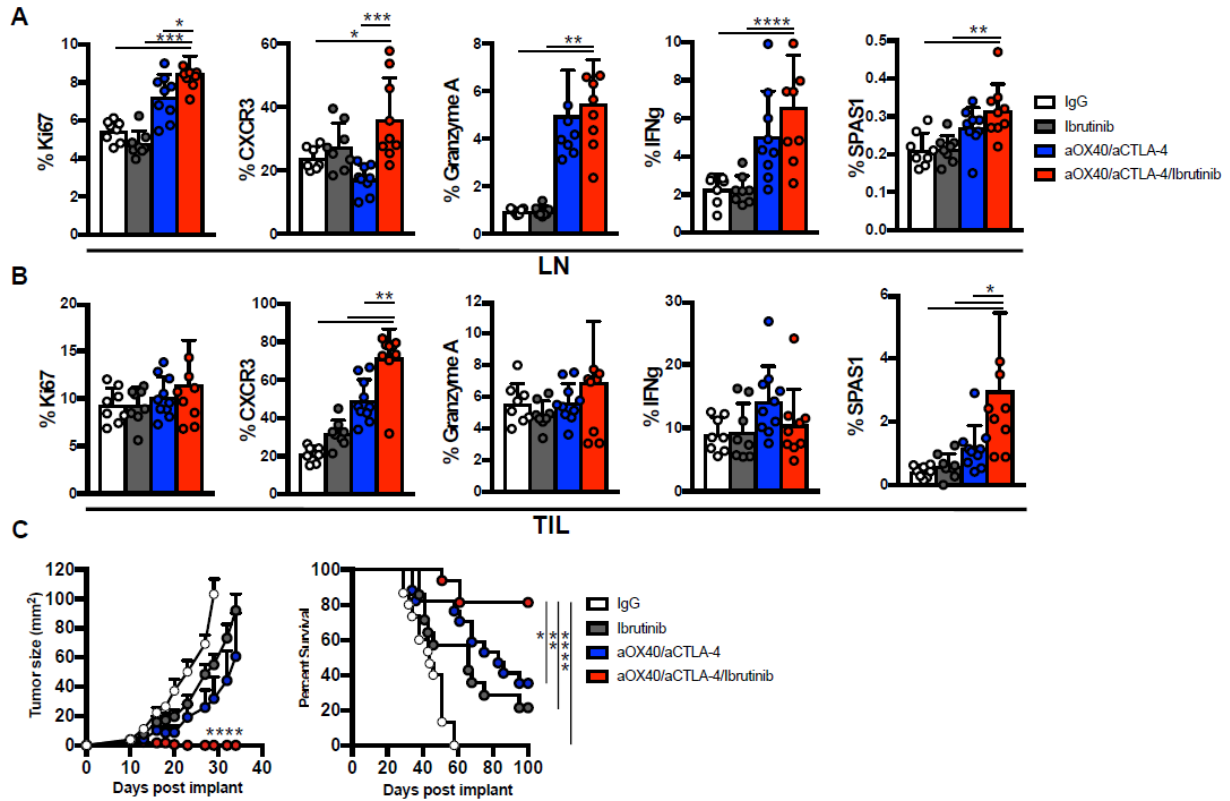 A
% Ki67
10
8
6
4
2
0
***
*
% CXCR3
60
40
20
0
*
***
% Granzyme A
8
6
4
2
0
**
% IFNg
10
8
6
4
2
0
****
% SPAS1
0.5
0.4
0.3
0.2
0.1
0.0
**
IgG
Ibrutinib
aOX40/aCTLA-4
aOX40/aCTLA-4/Ibrutinib
LN
B
% Ki67
20
15
10
5
0
% CXCR3
100
80
60
40
20
0
**
% Granzyme A
12
10
8
6
4
2
0
% IFNg
30
20
10
0
% SPAS1
6
4
2
0
*
TIL
C
Tumor size (mm²)
120
100
80
60
40
20
0
****
0 10 20 30 40
Days post implant
Percent Survival
100
80
60
40
20
0
0 20 40 60 80 100
Days post implant
*
**
****
IgG
Ibrutinib
aOX40/aCTLA-4
aOX40/aCTLA-4/Ibrutinib